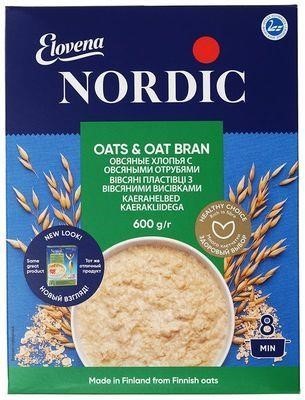 Elovena
NORDIC
OATS & OAT BRAN
ОВСЯНЫЕ ХЛОПЬЯ С
ОВСЯНЫМИ ОТРУБЯМИ
ВІВСЯНІ ПЛАСТІВЦІ З
ВІВСЯНИМИ ВИСІВКАМИ
KAERAHELBED
KAERAKLIIDEGA
600 g/г
HEALTHY CHOICE
ЗДОРОВЫЙ ВЫБОР
NEW LOOK!
Same
great
product
Тот же
отличный
продукт
НОВЫЙ ВЗГЛЯД!
8
MIN
Made in Finland from Finnish oats